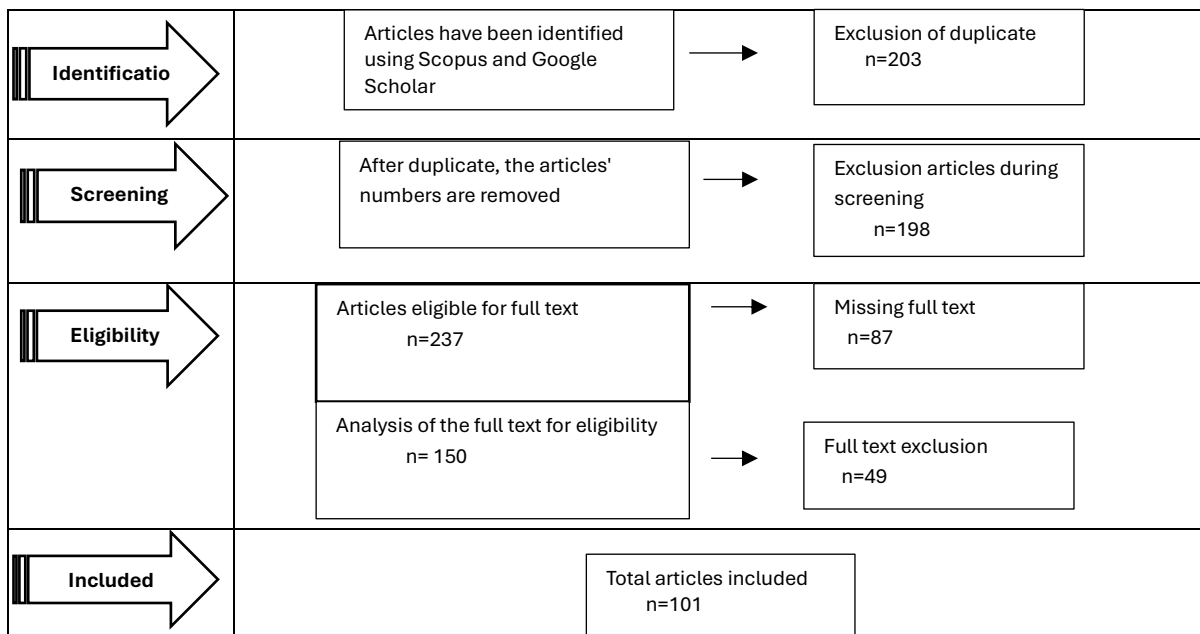 Identificatio
Articles have been identified
using Scopus and Google
Scholar
Exclusion of duplicate
n=203
Screening
After duplicate, the articles'
numbers are removed
Exclusion articles during
screening
n=198
Eligibility
Articles eligible for full text
n=237
Missing full text
n=87
Analysis of the full text for eligibility
n= 150
Full text exclusion
n=49
Included
Total articles included
n=101